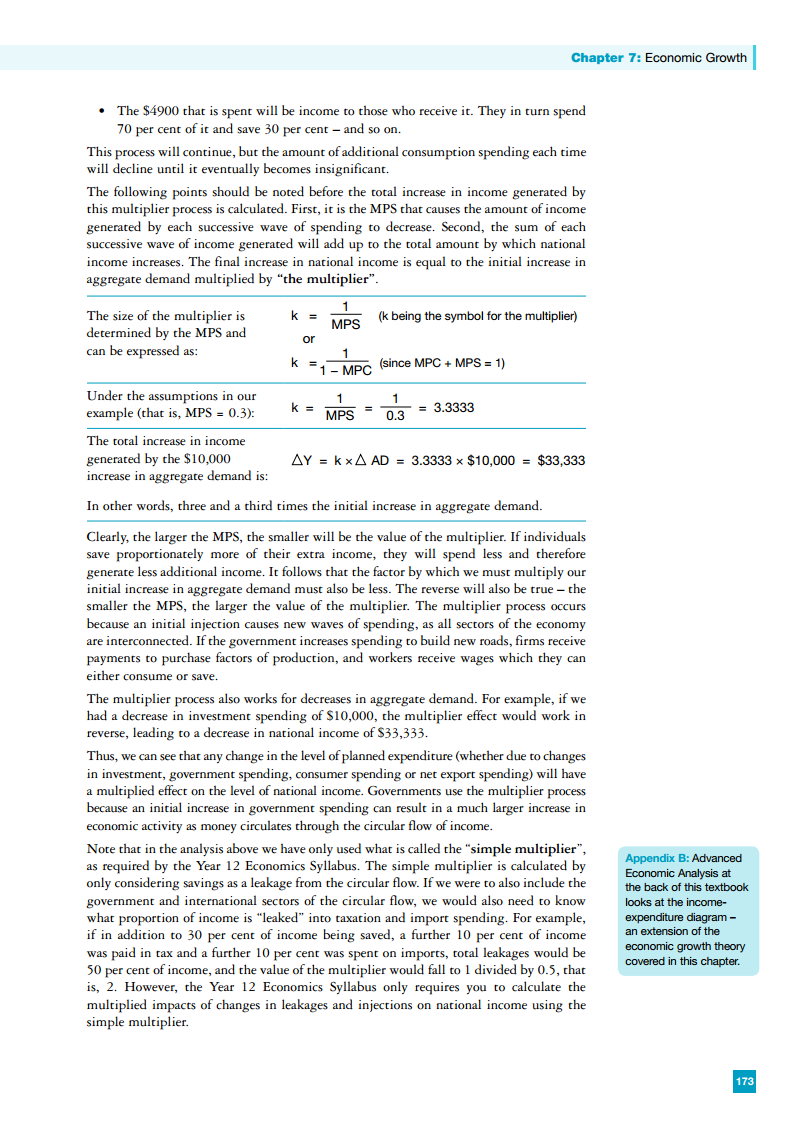 Chapter 7: Economic Growth
• The $4900 that is spent will be income to those who receive it. They in turn spend
70 per cent of it and save 30 per cent – and so on.
This process will continue, but the amount of additional consumption spending each time
will decline until it eventually becomes insignificant.
The following points should be noted before the total increase in income generated by
this multiplier process is calculated. First, it is the MPS that causes the amount of income
generated by each successive wave of spending to decrease. Second, the sum of each
successive wave of income generated will add up to the total amount by which national
income increases. The final increase in national income is equal to the initial increase in
aggregate demand multiplied by “the multiplier”.
The size of the multiplier is
determined by the MPS and
can be expressed as:
k = 1
MPS
(k being the symbol for the multiplier)
or
k = 1
1 – MPC
(since MPC + MPS = 1)
Under the assumptions in our
example (that is, MPS = 0.3):
k = 1
MPS
= 1
0.3
= 3.3333
The total increase in income
generated by the $10,000
increase in aggregate demand is:
△Y = k × △ AD = 3.3333 × $10,000 = $33,333
In other words, three and a third times the initial increase in aggregate demand.
Clearly, the larger the MPS, the smaller will be the value of the multiplier. If individuals
save proportionately more of their extra income, they will spend less and therefore
generate less additional income. It follows that the factor by which we must multiply our
initial increase in aggregate demand must also be less. The reverse will also be true – the
smaller the MPS, the larger the value of the multiplier. The multiplier process occurs
because an initial injection causes new waves of spending, as all sectors of the economy
are interconnected. If the government increases spending to build new roads, firms receive
payments to purchase factors of production, and workers receive wages which they can
either consume or save.
The multiplier process also works for decreases in aggregate demand. For example, if we
had a decrease in investment spending of $10,000, the multiplier effect would work in
reverse, leading to a decrease in national income of $33,333.
Thus, we can see that any change in the level of planned expenditure (whether due to changes
in investment, government spending, consumer spending or net export spending) will have
a multiplied effect on the level of national income. Governments use the multiplier process
because an initial increase in government spending can result in a much larger increase in
economic activity as money circulates through the circular flow of income.
Note that in the analysis above we have only used what is called the “simple multiplier”,
as required by the Year 12 Economics Syllabus. The simple multiplier is calculated by
only considering savings as a leakage from the circular flow. If we were to also include the
government and international sectors of the circular flow, we would also need to know
what proportion of income is “leaked” into taxation and import spending. For example,
if in addition to 30 per cent of income being saved, a further 10 per cent of income
was paid in tax and a further 10 per cent was spent on imports, total leakages would be
50 per cent of income, and the value of the multiplier would fall to 1 divided by 0.5, that
is, 2. However, the Year 12 Economics Syllabus only requires you to calculate the
multiplied impacts of changes in leakages and injections on national income using the
simple multiplier.
Appendix B: Advanced
Economic Analysis at
the back of this textbook
looks at the income-
expenditure diagram –
an extension of the
economic growth theory
covered in this chapter.
173